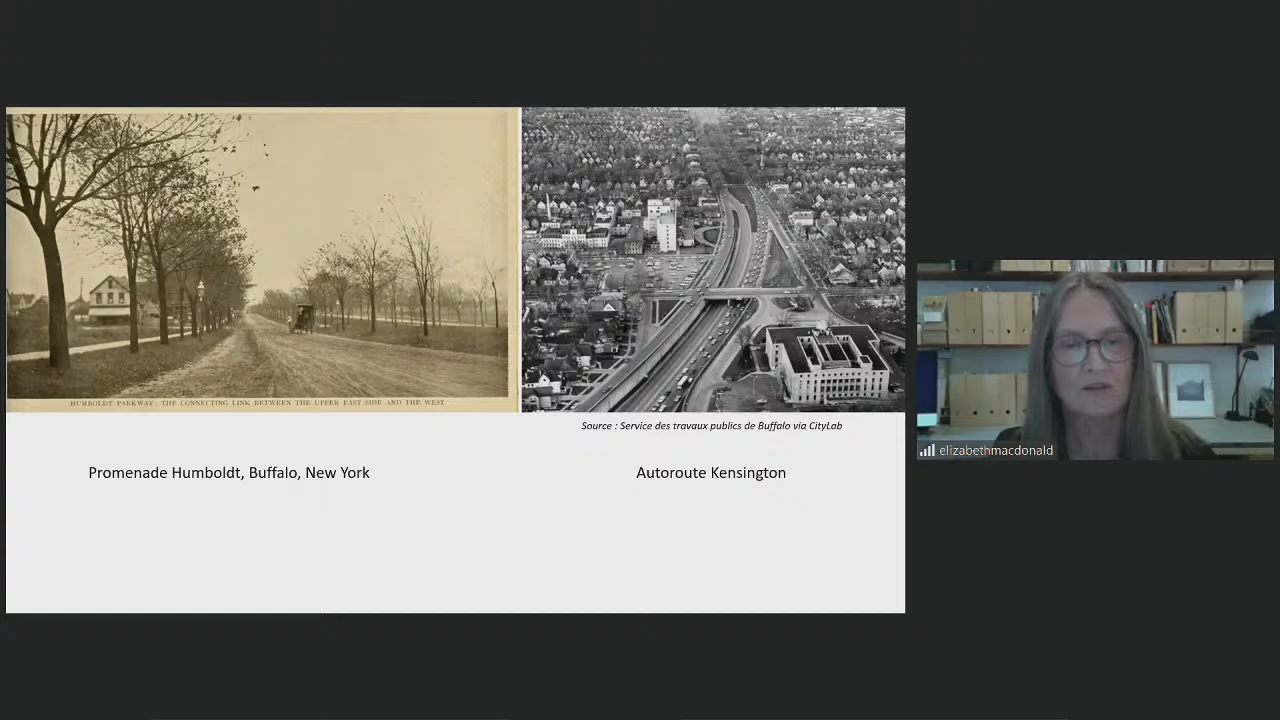 HUMBOLDT PARKWAY. THE CONNECTING LINK BETWEEN THE UPPER EAST SIDE AND THE WEST
Source : Service des travaux publics de Buffalo via CityLab
Promenade Humboldt, Buffalo, New York
Autoroute Kensington
elizabethmacdonald